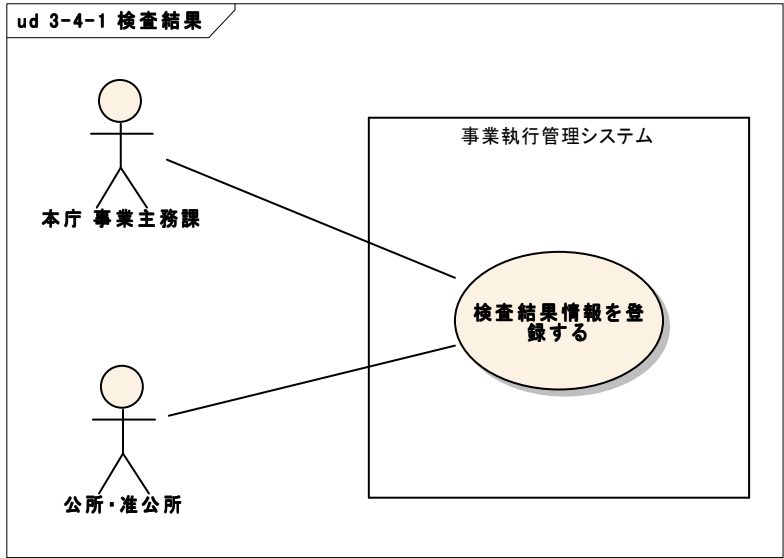 ud 3-4-1 検査結果
事業執行管理システム
本庁 事業主務課
検査結果情報を登
録する
公所・准公所